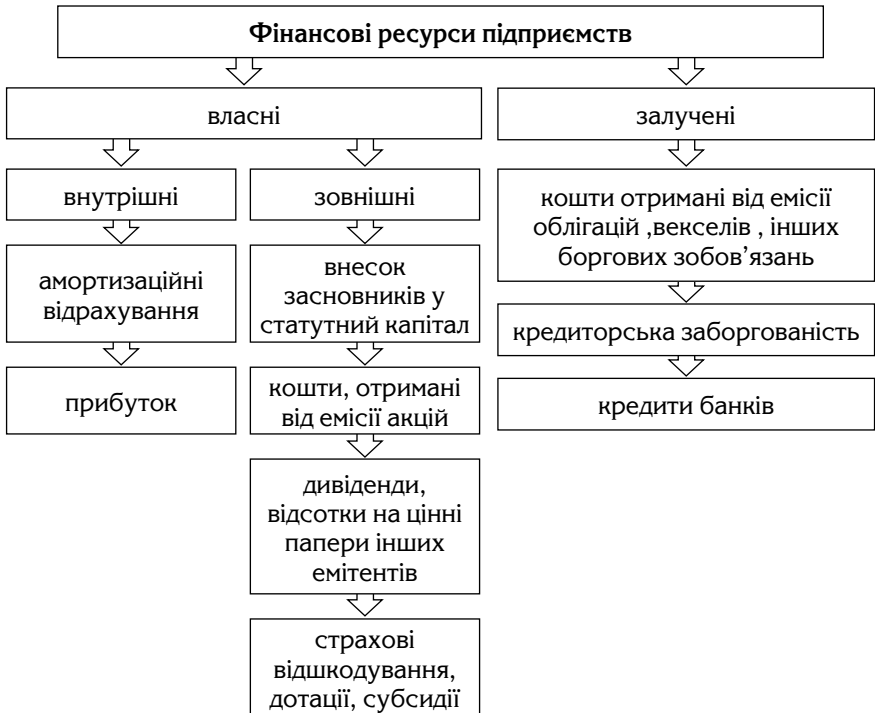 Фінансові ресурси підприємств
власні
залучені
внутрішні
зовнішні
кошти отримані від емісії
облігацій ,векселів , інших
боргових зобов’язань
амортизаційні
відрахування
внесок
засновників у
статутний капітал
кредиторська заборгованість
прибуток
кошти, отримані
від емісії акцій
кредити банків
дивіденди,
відсотки на цінні
папери інших
емітентів
страхові
відшкодування,
дотації, субсидії